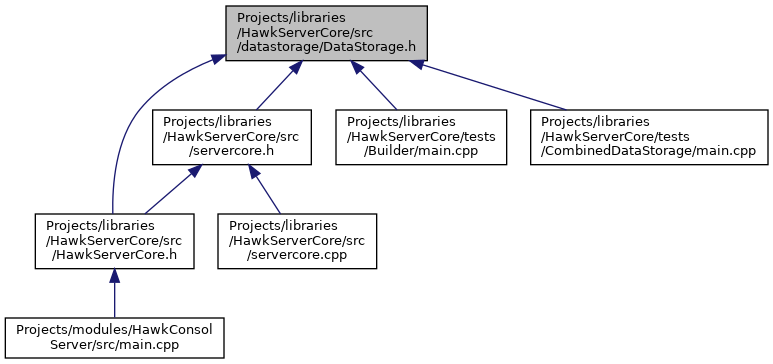 Projects/libraries
/HawkServerCore/src
/datastorage/DataStorage.h
Projects/libraries
/HawkServerCore/src
/servercore.h
Projects/libraries
/HawkServerCore/tests
/Builder/main.cpp
Projects/libraries
/HawkServerCore/tests
/CombinedDataStorage/main.cpp
Projects/libraries
/HawkServerCore/src
/HawkServerCore.h
Projects/libraries
/HawkServerCore/src
/servercore.cpp
Projects/modules/HawkConsol
Server/src/main.cpp